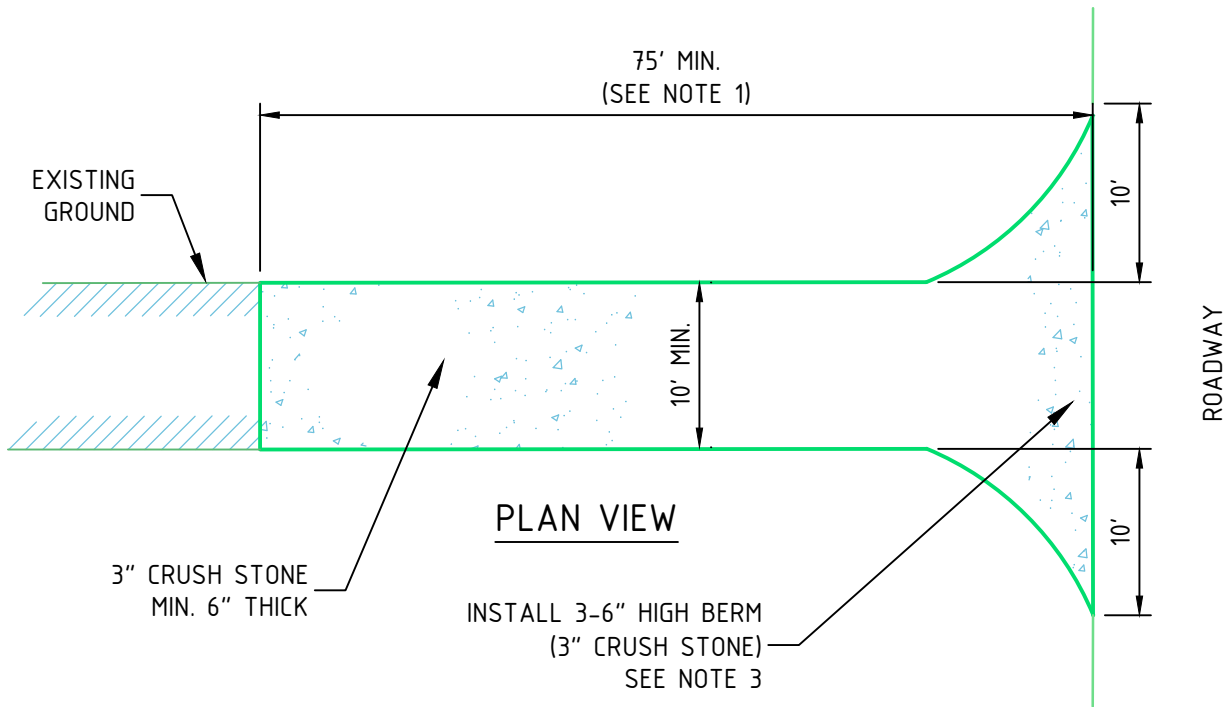 75' MIN.
(SEE NOTE 1)
EXISTING
GROUND
10'
10' MIN.
ROADWAY
10'
PLAN VIEW
3" CRUSH STONE
MIN. 6" THICK
INSTALL 3-6" HIGH BERM
(3" CRUSH STONE)
SEE NOTE 3